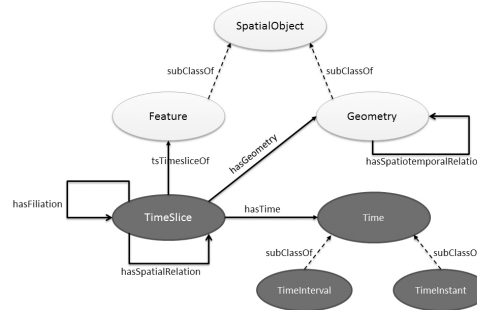 SpatialObject
subClassOf
subClassOf
Feature
Geometry
tsTimesliceOf
hasGeometry
hasSpatiotemporalRelatio
hasFiliation
TimeSlice
hasTime
Time
hasSpatialRelation
subClassOf
subClassO
TimeInterval
TimeInstant